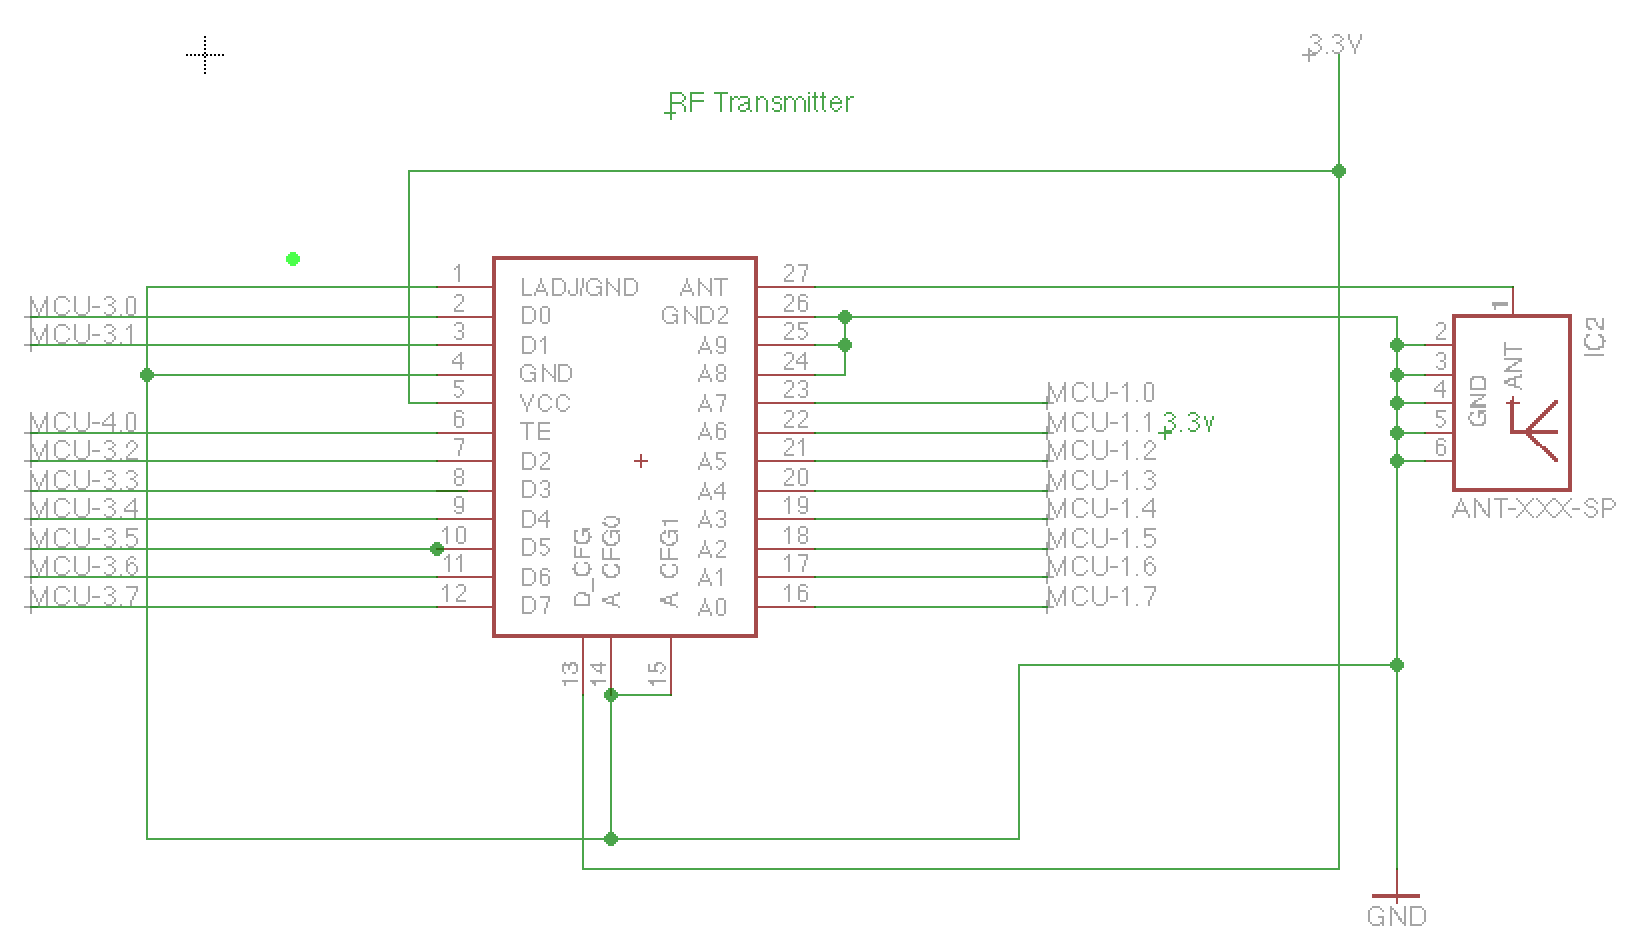 3.3V
RF Transmitter
1 27
LADJ/GND ANT
MCU-3.0 2 D0 GND2 26
MCU-3.1 3 D1 A9 25
4 GND A8 24
5 VCC A7 23 MCU-1.0
MCU-4.0 6 TE A6 22 MCU-1.1 3.3v
MCU-3.2 7 D2 A5 21 MCU-1.2
MCU-3.3 8 D3 A4 20 MCU-1.3
MCU-3.4 9 D4 A3 19 MCU-1.4
MCU-3.5 10 D5 A2 18 MCU-1.5
MCU-3.6 11 D6 A1 17 MCU-1.6
MCU-3.7 12 D7 A0 16 MCU-1.7
D_CFG
A CFG0
A CFG1
13 14 15
1
2
3
4
5
6
GND
ANT
IC2
ANT-XXX-SP
GND